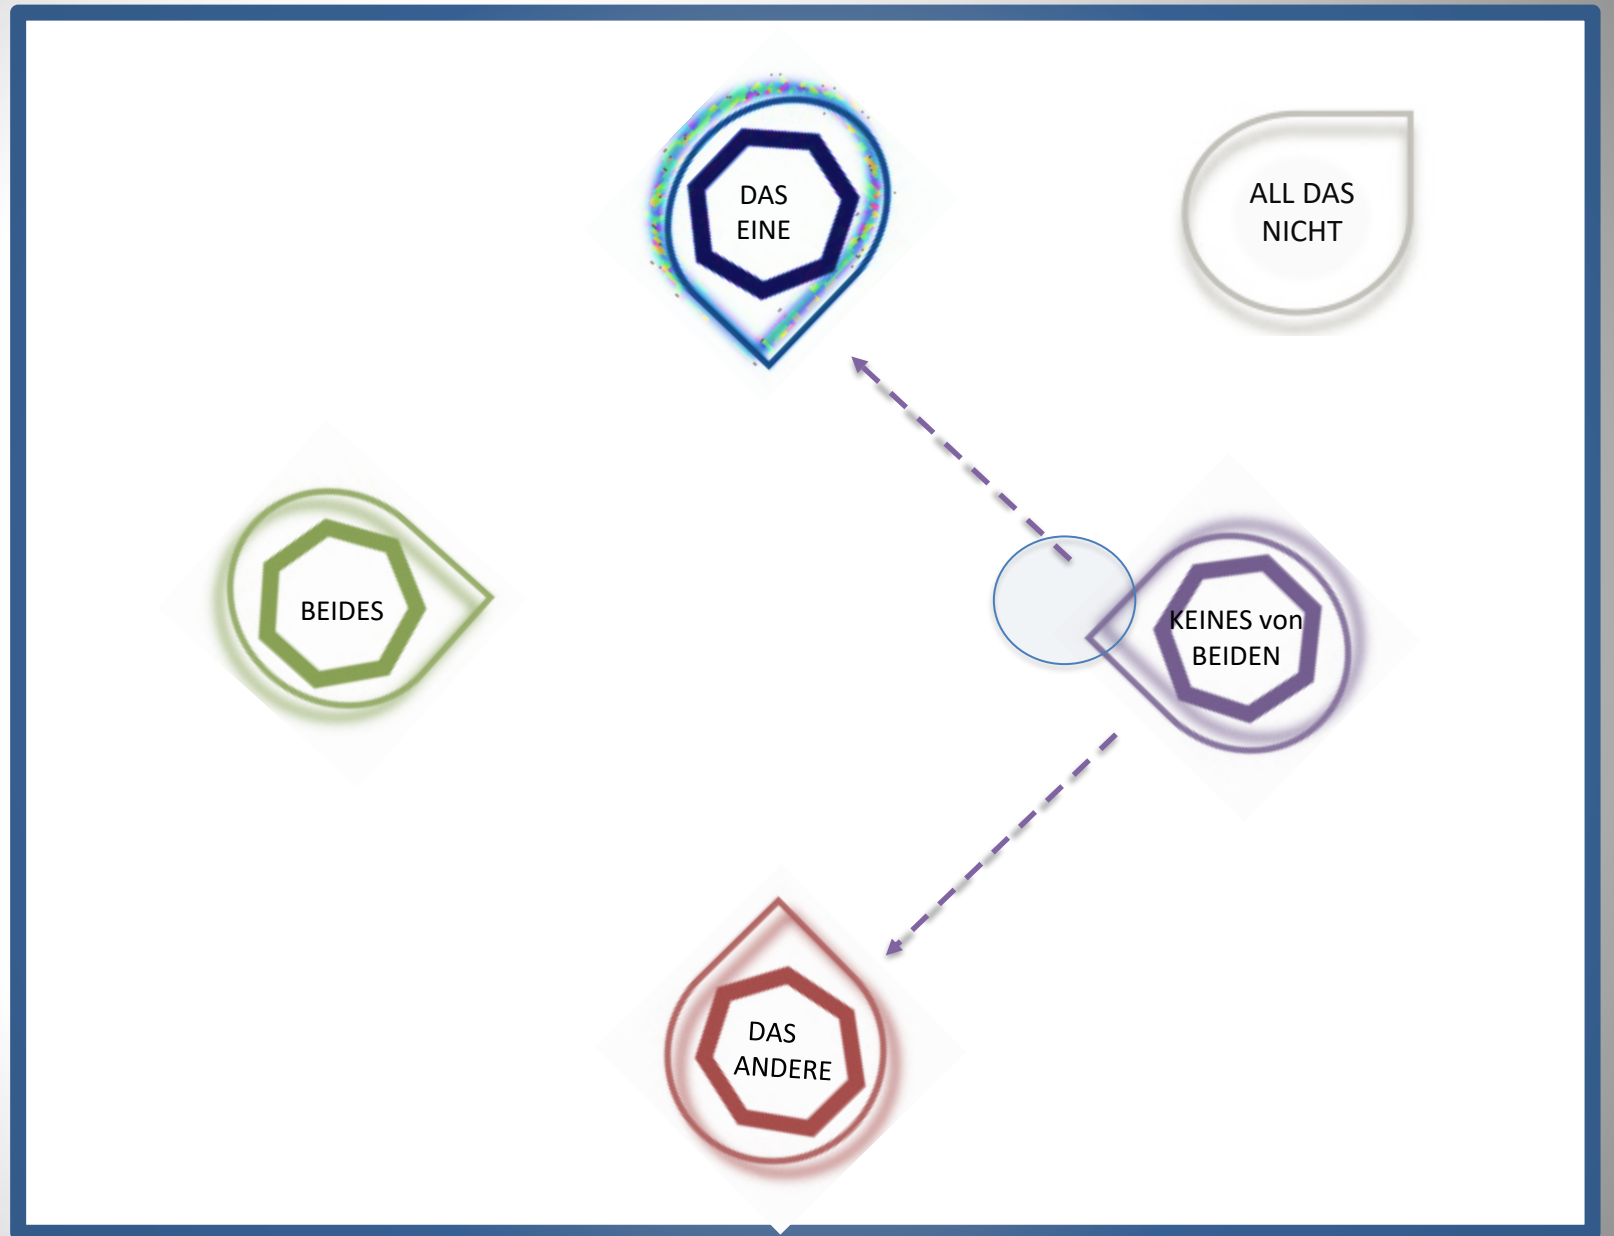 DAS
EINE
ALL DAS
NICHT
BEIDES
KEINES von
BEIDEN
DAS
ANDERE